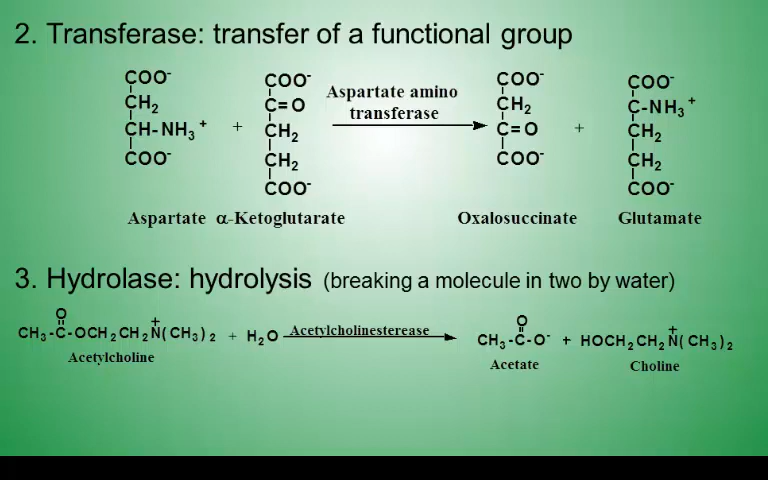 2. Transferase: transfer of a functional group
COO⁻ COO⁻ Aspartate amino transferase COO⁻ COO⁻
CH₂ C=O CH₂ C-NH₃⁺
CH-NH₃⁺ + CH₂ C=O + CH₂
COO⁻ CH₂ COO⁻ CH₂
COO⁻ COO⁻
Aspartate α-Ketoglutarate Oxalosuccinate Glutamate
3. Hydrolase: hydrolysis (breaking a molecule in two by water)
O + O +
CH₃-C-OCH₂CH₂N(CH₃)₂ + H₂O Acetylcholinesterease CH₃-C-O⁻ + HOCH₂CH₂N(CH₃)₂
Acetylcholine Acetate Choline